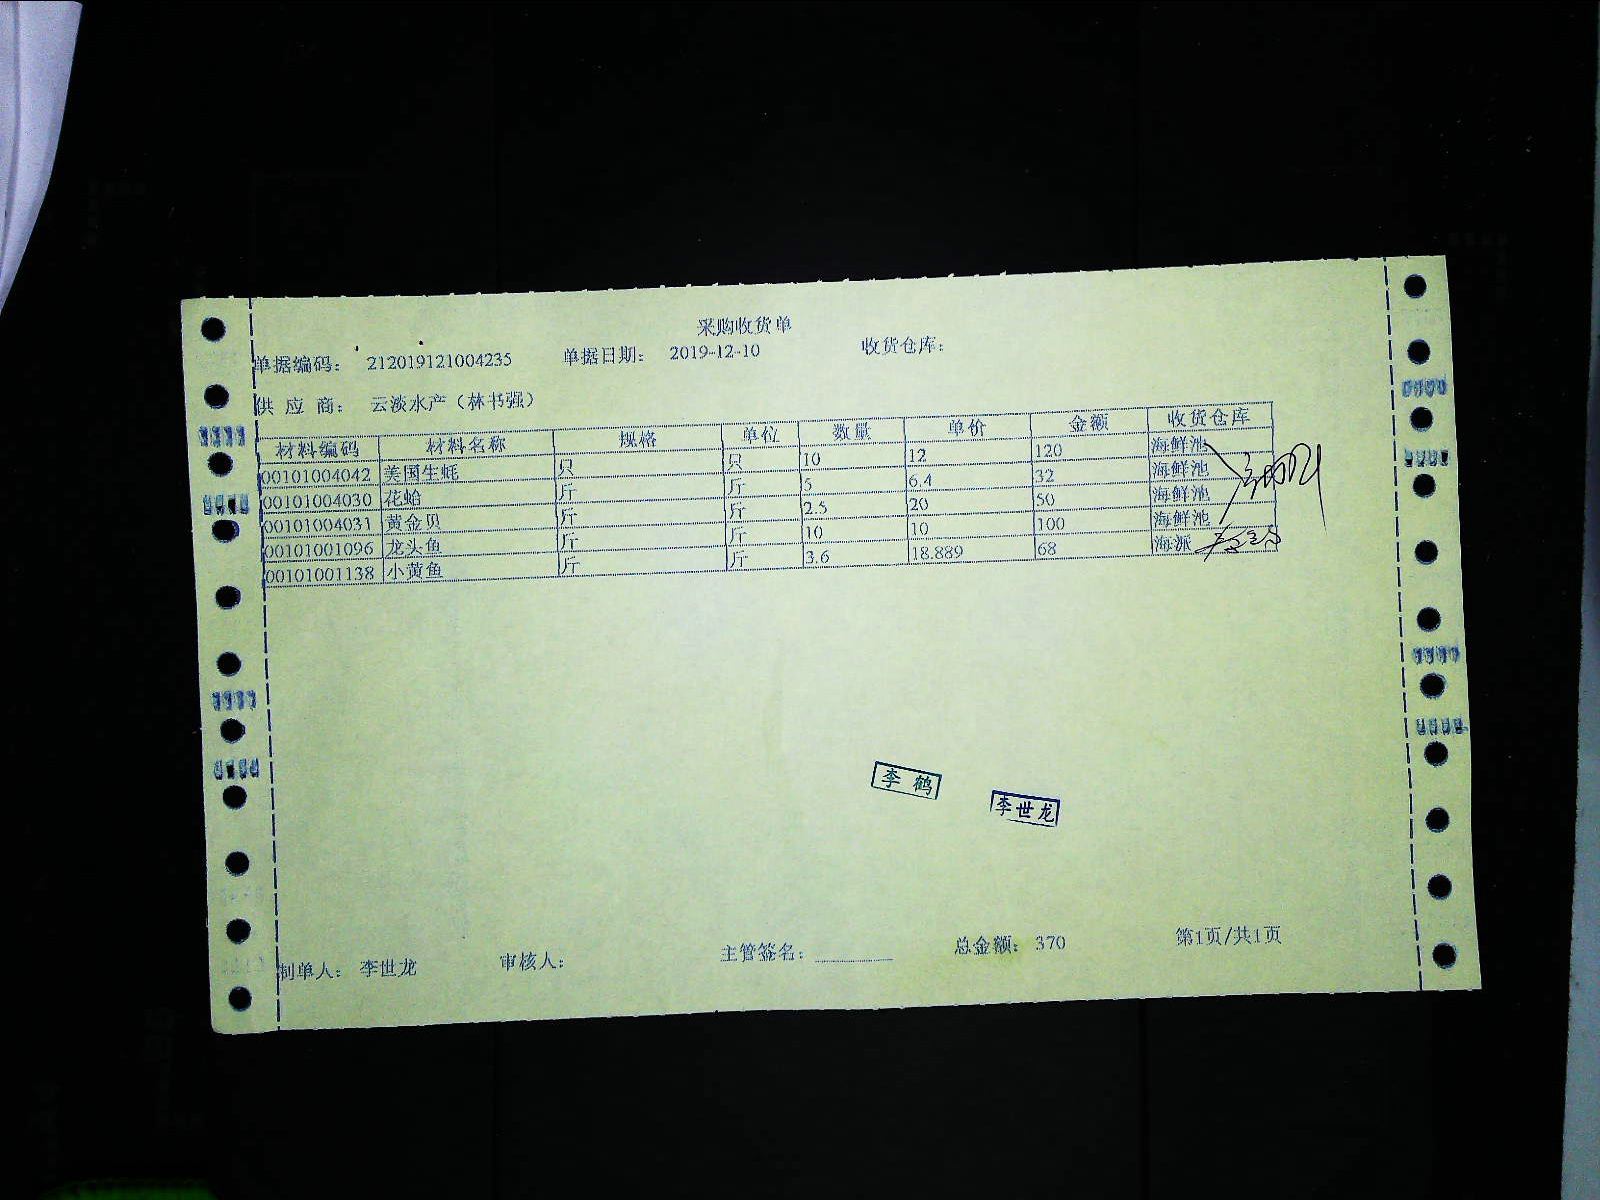 采购收货单
单据编码： 212019121004235 单据日期： 2019-12-10 收货仓库：
供 应 商： 云淡水产（林书强）
材料编码 材料名称 规格 单位 数量 单价 金额 收货仓库
00101004042 美国生蚝 只 只 10 12 120 海鲜池
00101004030 花蛤 斤 斤 5 6.4 32 海鲜池
00101004031 黄金贝 斤 斤 2.5 20 50 海鲜池
00101001096 龙头鱼 斤 斤 10 10 100 海鲜池
00101001138 小黄鱼 斤 斤 3.6 18.889 68 海派
李鹤
李世龙
制单人： 李世龙 审核人： 主管签名：________ 总金额： 370 第1页/共1页